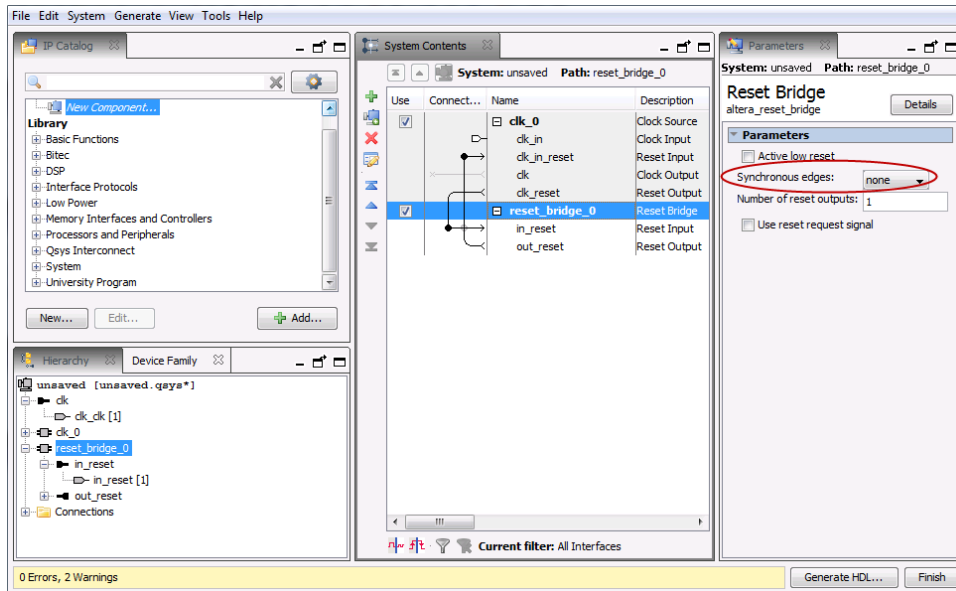 File Edit System Generate View Tools Help
IP Catalog
New Component...
Library
Basic Functions
Bitec
DSP
Interface Protocols
Low Power
Memory Interfaces and Controllers
Processors and Peripherals
Qsys Interconnect
System
University Program
New... Edit... Add...
Hierarchy Device Family
unsaved [unsaved.qsys*]
clk
clk_clk [1]
clk_0
reset_bridge_0
in_reset
in_reset [1]
out_reset
Connections
System Contents
System: unsaved Path: reset_bridge_0
Use Connect... Name Description
clk_0 Clock Source
clk_in Clock Input
clk_in_reset Reset Input
clk Clock Output
clk_reset Reset Output
reset_bridge_0 Reset Bridge
in_reset Reset Input
out_reset Reset Output
Current filter: All Interfaces
Parameters
System: unsaved Path: reset_bridge_0
Reset Bridge
altera_reset_bridge
Details
Parameters
Active low reset
Synchronous edges: none
Number of reset outputs: 1
Use reset request signal
0 Errors, 2 Warnings
Generate HDL... Finish